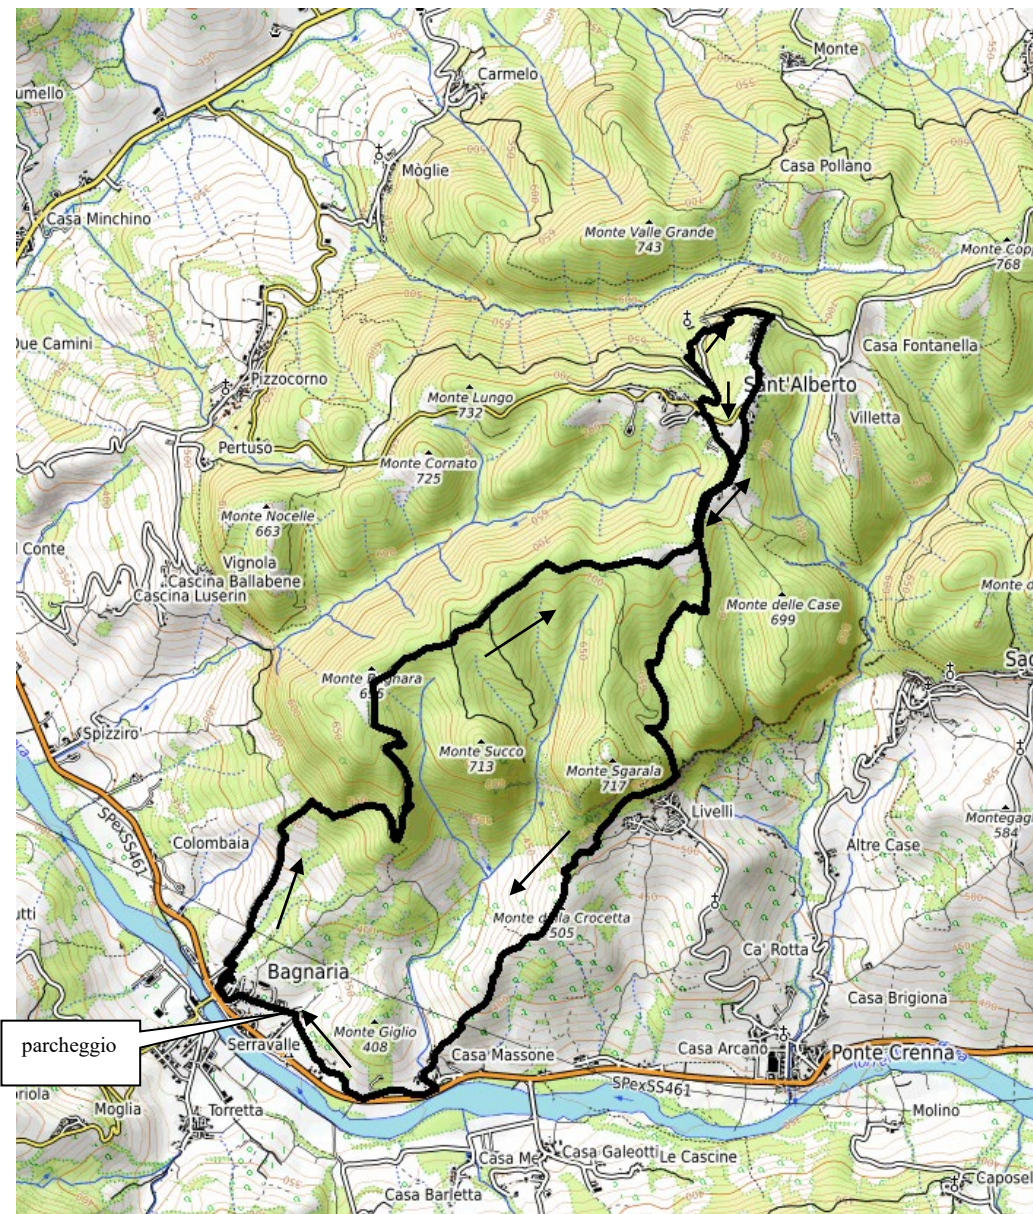 Monte
Carmelo
umello
Mòglie
Casa Pollano
Casa Minchino
Monte Valle Grande
743
Monte Copp
768
Due Camini
Casa Fontanella
Pizzocorno
Sant'Alberto
Monte Lungo
732
Villetta
Pertuso
Monte Cornato
725
Monte Nocelle
663
l Conte
Vignola
Cascina Ballabene
Cascina Luserin
Monte d
Monte delle Case
699
Sag
Spizziro
Monte Succo
713
Monte Sgarala
717
SPexSS461
Livelli
Montegag
584
Colombaia
Altre Case
utti
Monte d la Crocetta
505
Ca' Rotta
Bagnaria
Casa Brigiona
parcheggio
Monte Giglio
408
Serravalle
Casa Massone
Casa Arcano
Ponte Crenna
SPexSS461
oriola
Moglia
Torretta
Molino
Casa Me
Casa Galeotti
Le Cascine
Casa Barletta
Caposel